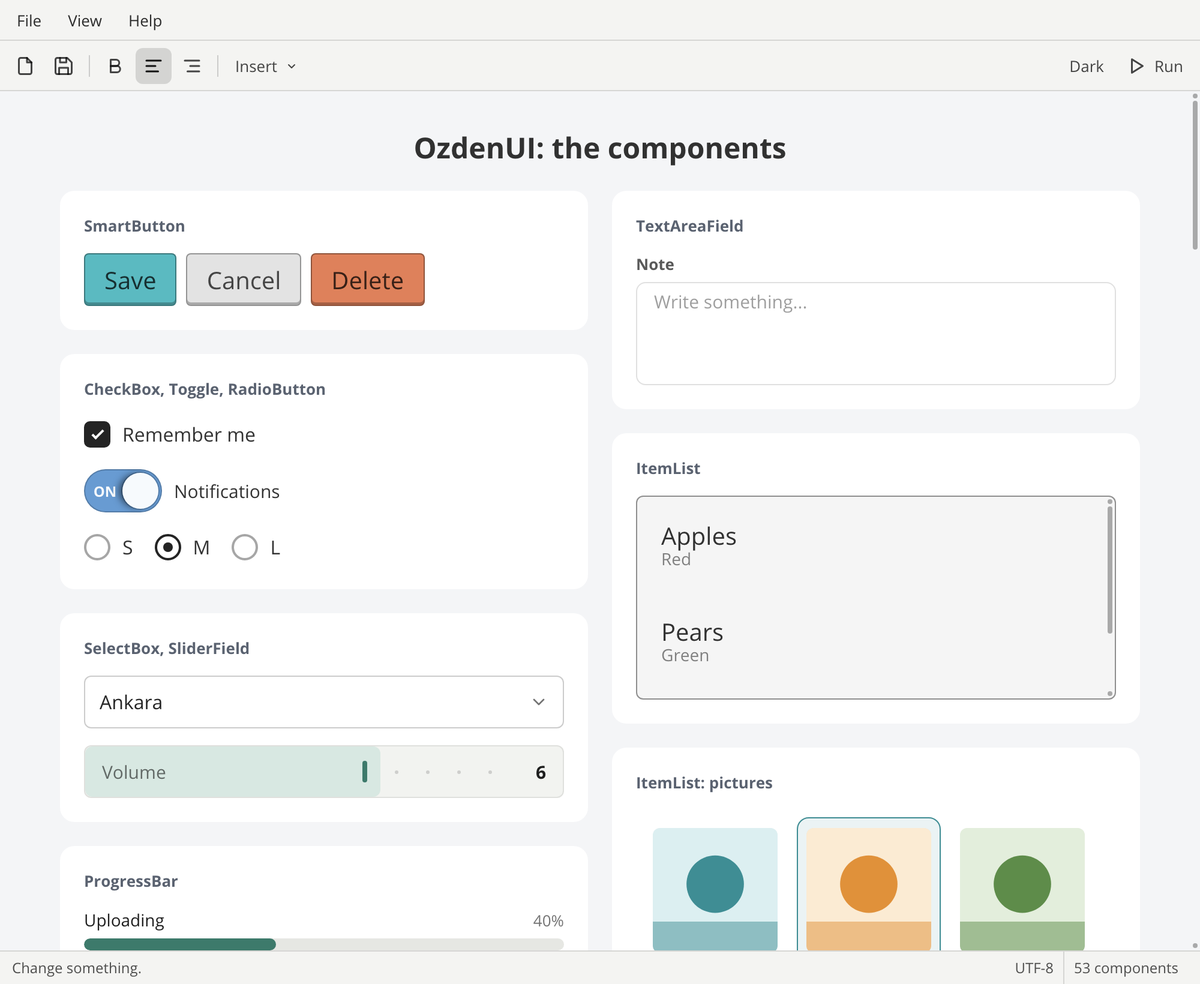 File View Help
B Insert Dark Run
OzdenUI: the components
SmartButton
Save Cancel Delete
CheckBox, Toggle, RadioButton
Remember me
ON Notifications
S M L
SelectBox, SliderField
Ankara
Volume 6
ProgressBar
Uploading 40%
TextAreaField
Note
Write something...
ItemList
Apples
Red
Pears
Green
ItemList: pictures
Change something. UTF-8 53 components